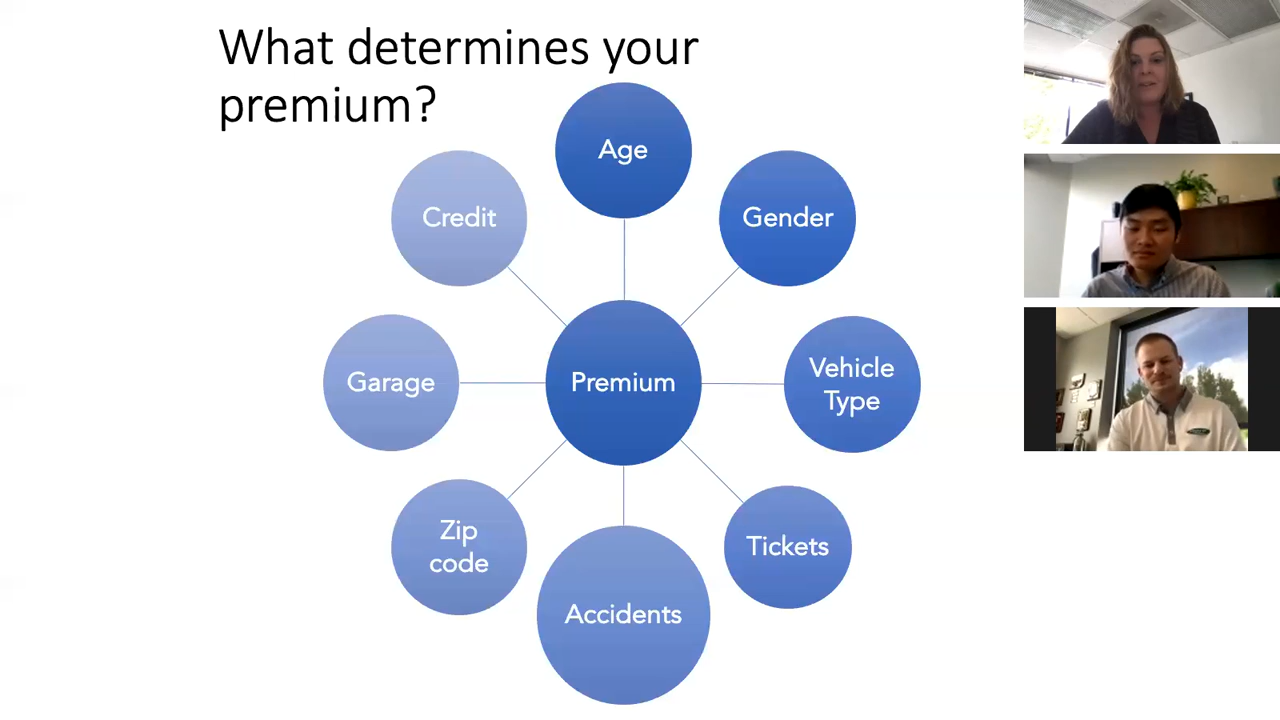 What determines your
premium?
Age
Gender
Vehicle
Type
Tickets
Accidents
Zip
code
Garage
Credit
Premium